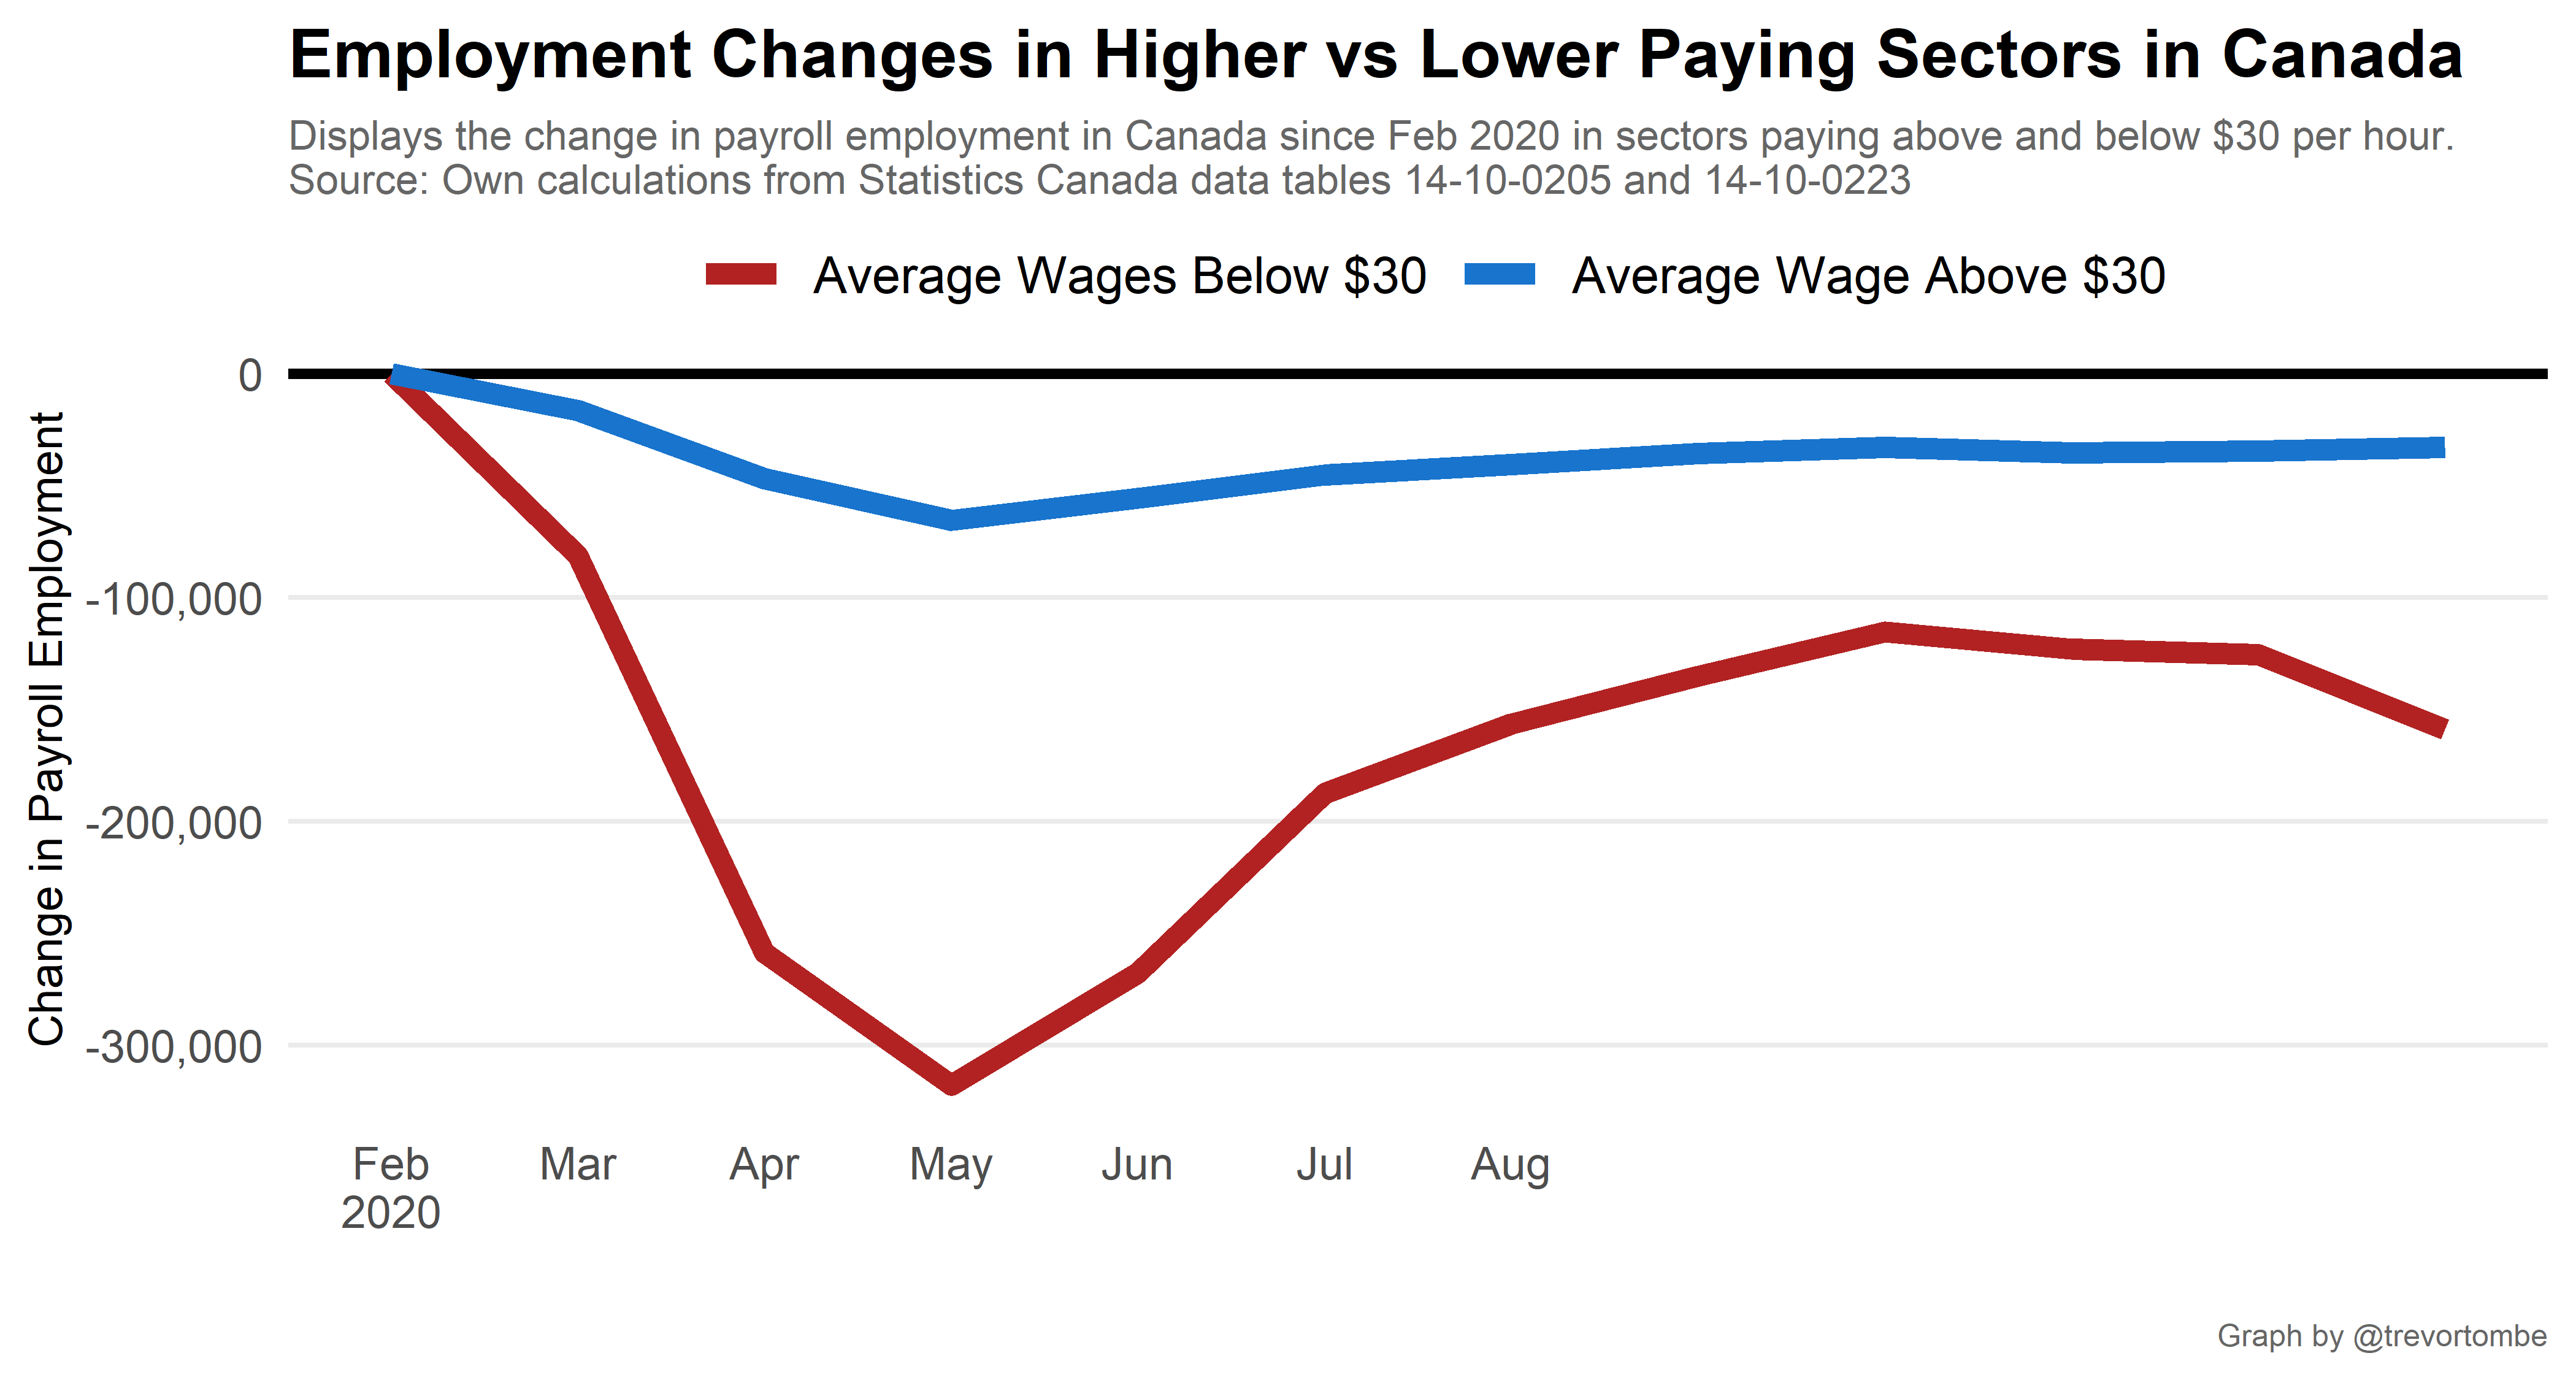 Employment Changes in Higher vs Lower Paying Sectors in Canada
Displays the change in payroll employment in Canada since Feb 2020 in sectors paying above and below $30 per hour.
Source: Own calculations from Statistics Canada data tables 14-10-0205 and 14-10-0223
Average Wages Below $30
Average Wage Above $30
Change in Payroll Employment
0
-100,000
-200,000
-300,000
Feb
2020
Mar
Apr
May
Jun
Jul
Aug
Graph by @trevortombe